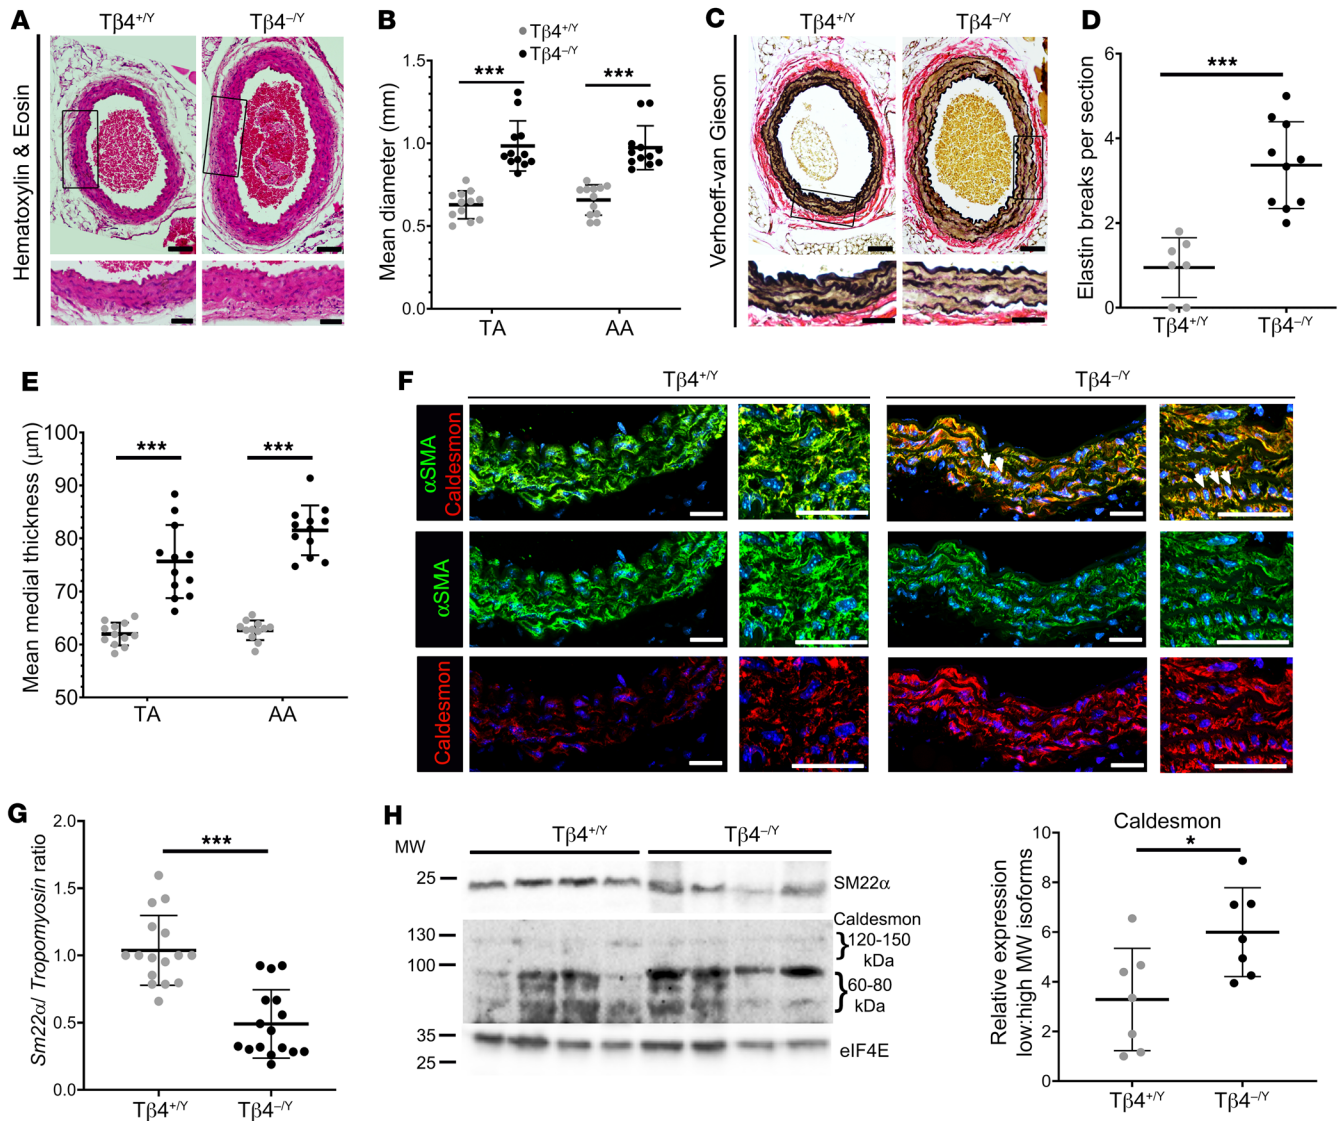 A
Tβ4+/Y
Tβ4−/Y
Hematoxylin & Eosin
B
Tβ4+/Y
Tβ4−/Y
Mean diameter (mm)
1.5
1.0
0.5
0.0
***
***
TA
AA
C
Tβ4+/Y
Tβ4−/Y
Verhoeff-van Gieson
D
Elastin breaks per section
6
4
2
0
***
Tβ4+/Y
Tβ4−/Y
E
Mean medial thickness (μm)
100
90
80
70
60
50
***
***
TA
AA
F
Tβ4+/Y
Tβ4−/Y
αSMA
Caldesmon
αSMA
Caldesmon
G
Sm22α/ Tropomyosin ratio
2.0
1.5
1.0
0.5
0.0
***
Tβ4+/Y
Tβ4−/Y
H
MW
Tβ4+/Y
Tβ4−/Y
25
SM22α
Caldesmon
130
120-150
kDa
100
60-80
kDa
35
eIF4E
25
Caldesmon
Relative expression
low:high MW isoforms
10
8
6
4
2
0
*
Tβ4+/Y
Tβ4−/Y